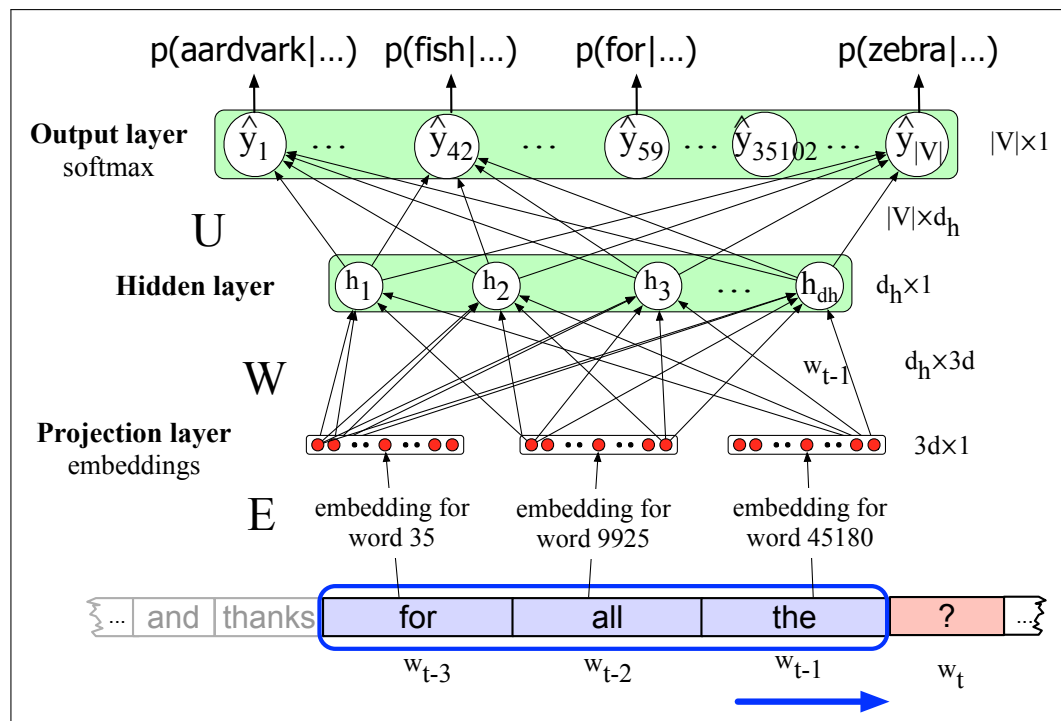 p(aardvark|...) p(fish|...) p(for|...) p(zebra|...)
Output layer
softmax
ŷ1 ... ŷ42 ... ŷ59 ... ŷ35102 ... ŷ|V| |V|×1
U |V|×dh
Hidden layer h1 h2 h3 ... hdh dh×1
W wt-1 dh×3d
Projection layer
embeddings
.. .. .. .. .. .. 3d×1
E
embedding for word 35
embedding for word 9925
embedding for word 45180
... and thanks for all the ? ...
wt-3 wt-2 wt-1 wt